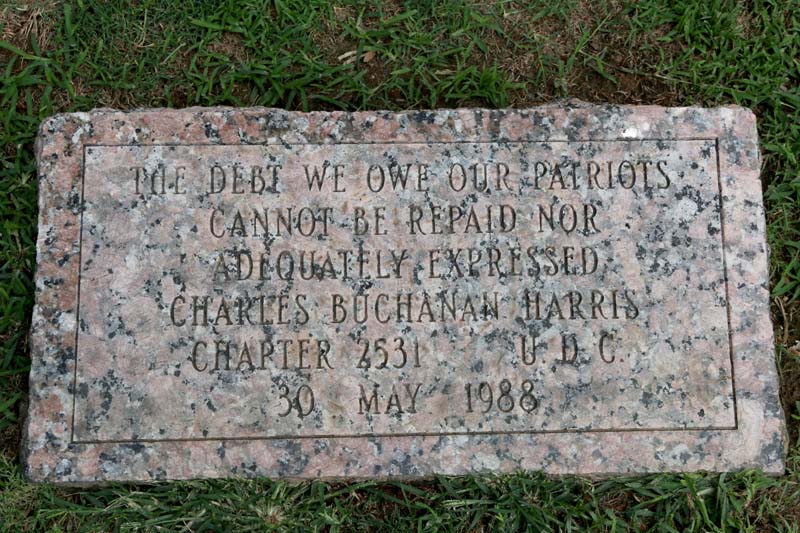 THE DEBT WE OWE OUR PATRIOTS
CANNOT BE REPAID NOR
ADEQUATELY EXPRESSED
CHARLES BUCHANAN HARRIS
CHAPTER 2531 U. D. C.
30 MAY 1988